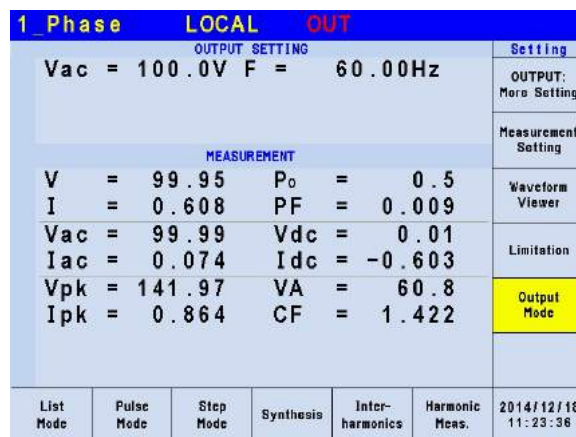 1_Phase LOCAL OUT
OUTPUT SETTING
Vac = 100.0V F = 60.00Hz
MEASUREMENT
V = 99.95 Po = 0.5
I = 0.608 PF = 0.009
Vac = 99.99 Vdc = 0.01
Iac = 0.074 Idc = -0.603
Vpk = 141.97 VA = 60.8
Ipk = 0.864 CF = 1.422
Setting
OUTPUT:
More Setting
Measurement
Setting
Waveform
Viewer
Limitation
Output
Mode
List
Mode
Pulse
Mode
Step
Mode
Synthesis
Inter-
harmonics
Harmonic
Meas.
2014/12/18
11:23:36